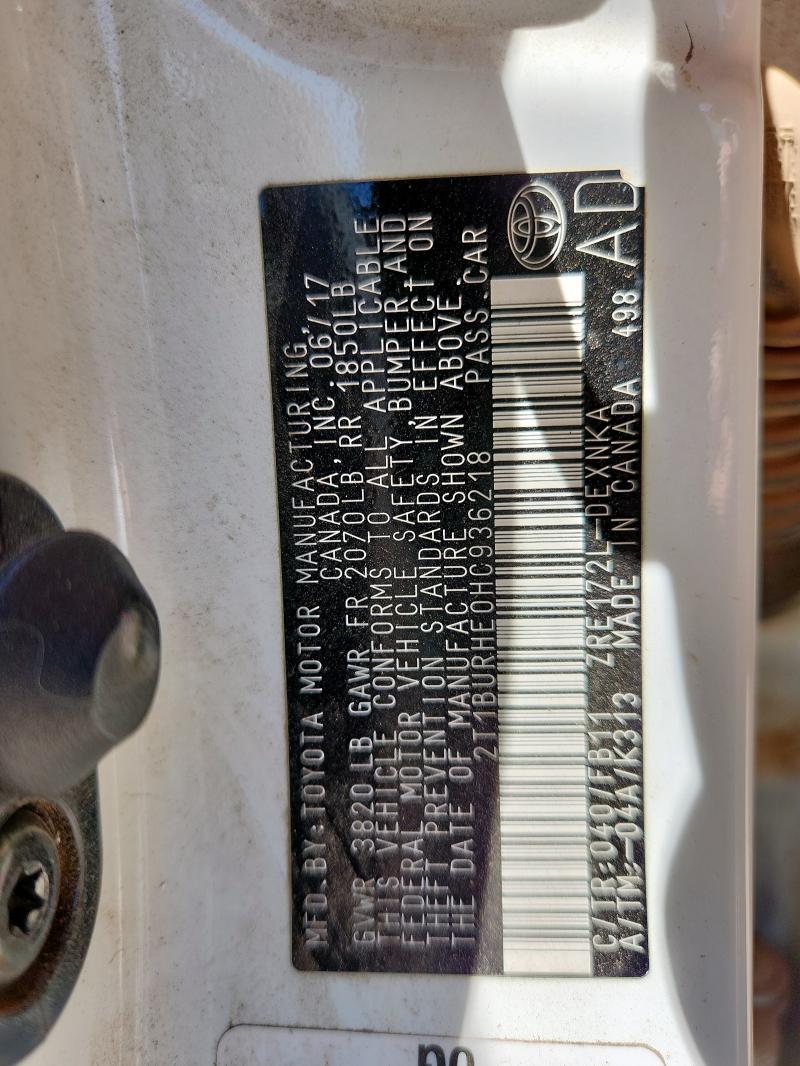 MFD.BY:TOYOTA MOTOR MANUFACTURING,
CANADA, INC. 06/17
GVWR 3820 LB GAWR FR 2070LB, RR 1850LB
THIS VEHICLE CONFORMS TO ALL APPLICABLE
FEDERAL MOTOR VEHICLE SAFETY, BUMPER, AND
THEFT PREVENTION STANDARDS IN EFFECT ON
THE DATE OF MANUFACTURE SHOWN ABOVE.
2T1BURHE0HC936218 PASS.CAR
C/TR:040/FB11 ZRE172L-DEXNKA
A/TM:-04A/K313 MADE IN CANADA 498 AD